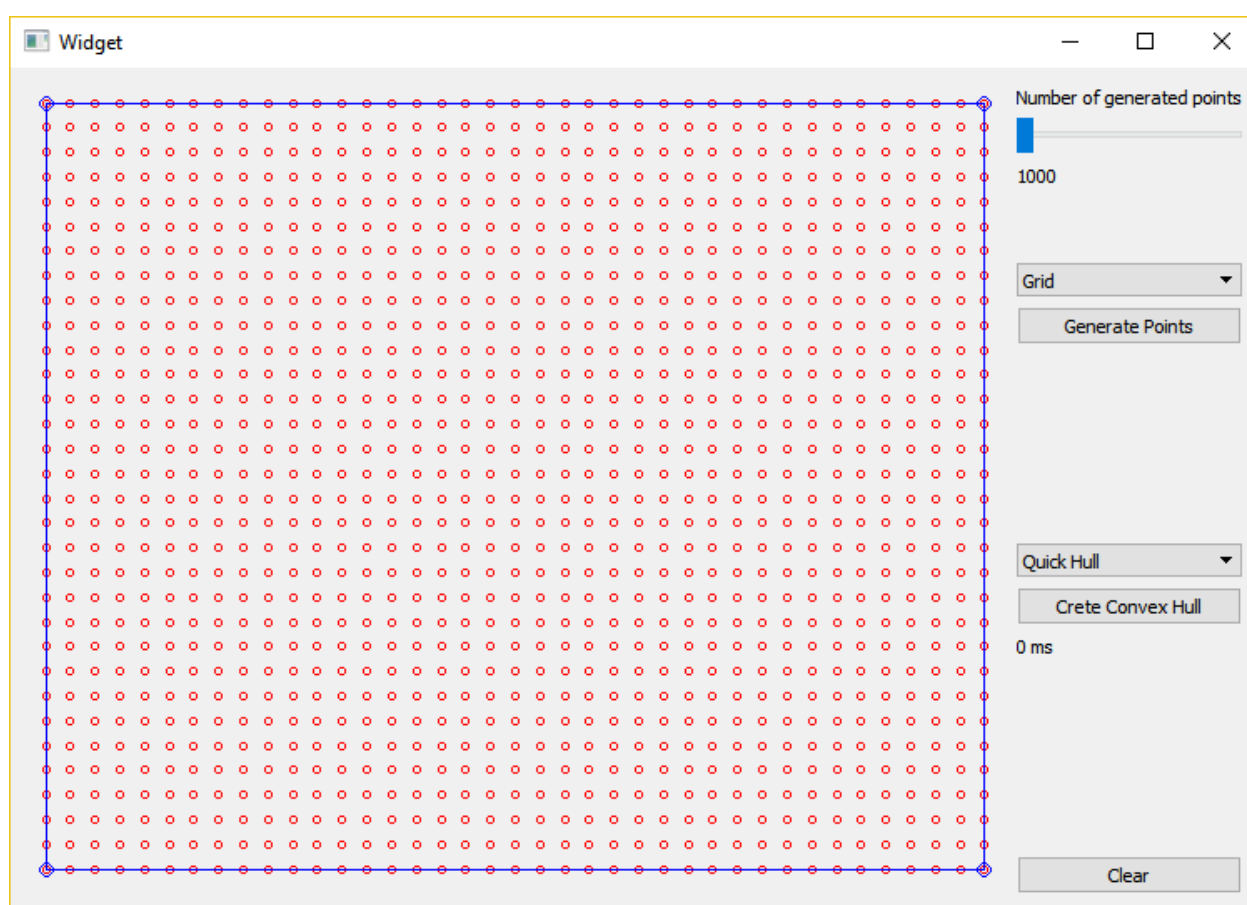 Widget
Number of generated points
1000
Grid
Generate Points
Quick Hull
Crete Convex Hull
0 ms
Clear